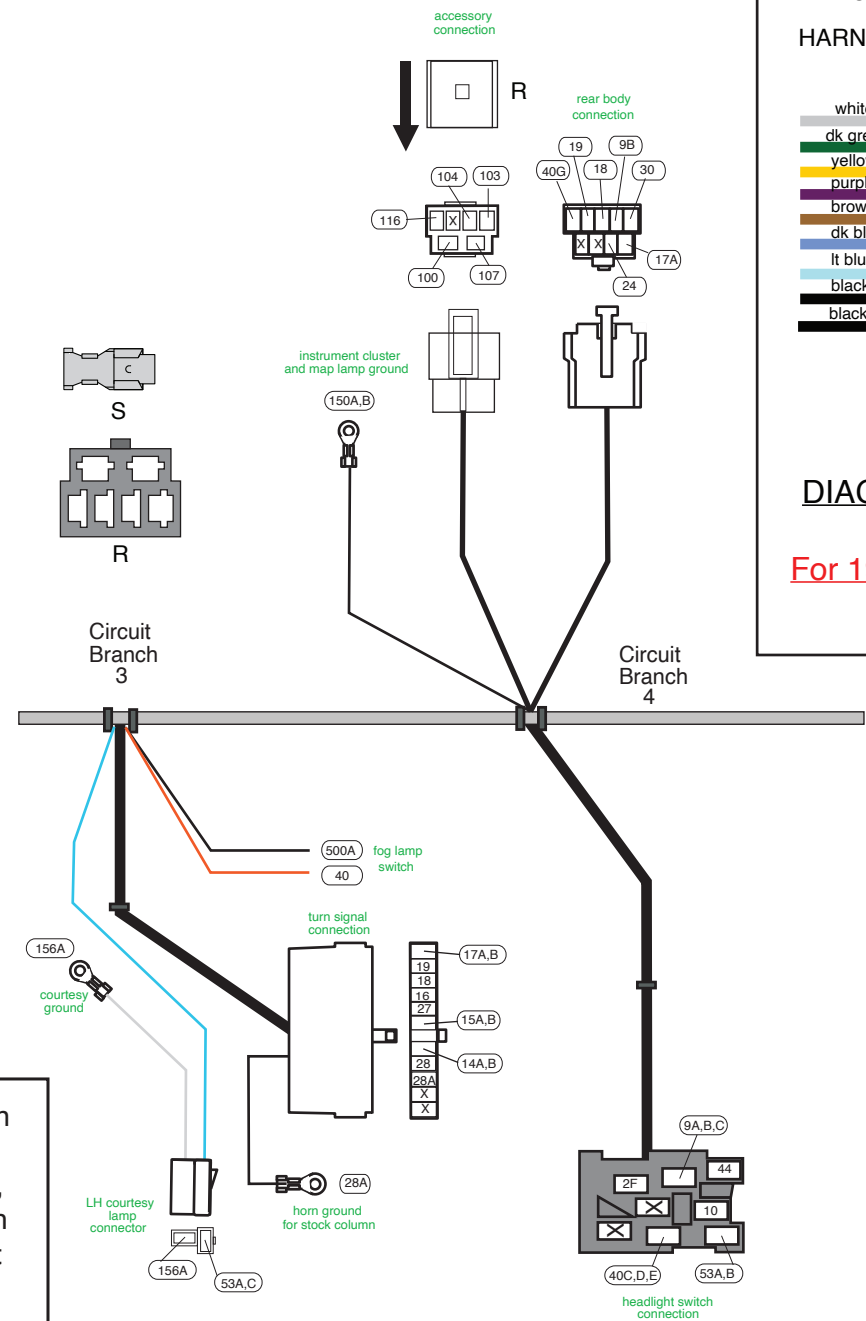 accessory
connection
R
rear body
connection
HARN
white
dk gre
yello
purpl
brow
dk bl
lt blu
black
black
104
103
116
X
100
107
19
9B
40G
18
30
X X
17A
24
instrument cluster
and map lamp ground
150A,B
S
R
DIAG
For 1
Circuit
Branch
3
Circuit
Branch
4
500A
fog lamp
switch
40
turn signal
connection
156A
courtesy
ground
17A,B
19
18
16
27
15A,B
14A,B
28
28A
X
X
LH courtesy
lamp
connector
28A
horn ground
for stock column
156A
53A,C
9A,B,C
44
2F
X
10
X
40C,D,E
53A,B
headlight switch
connection